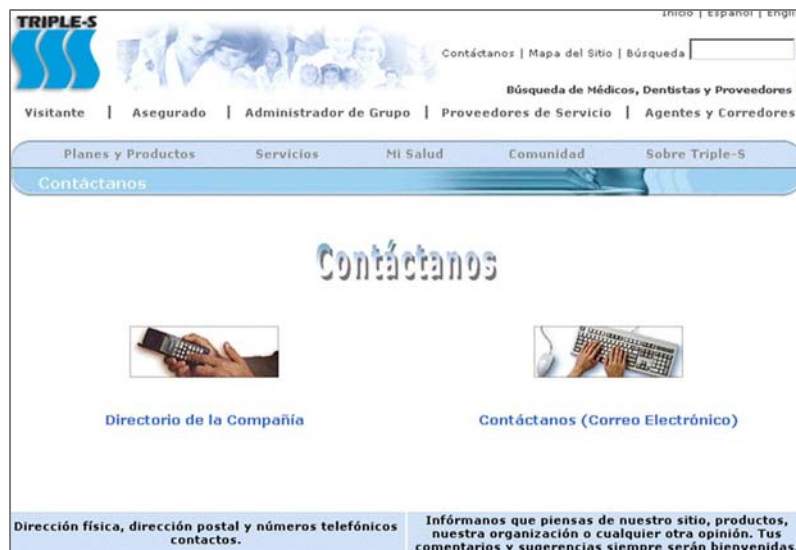 Inicio | Español | Engli
TRIPLE-S
Contáctanos | Mapa del Sitio | Búsqueda
Búsqueda de Médicos, Dentistas y Proveedores
Visitante | Asegurado | Administrador de Grupo | Proveedores de Servicio | Agentes y Corredores
Planes y Productos Servicios Mi Salud Comunidad Sobre Triple-S
Contáctanos
Contáctanos
Directorio de la Compañía Contáctanos (Correo Electrónico)
Dirección física, dirección postal y números telefónicos
contactos.
Infórmanos que piensas de nuestro sitio, productos,
nuestra organización o cualquier otra opinión. Tus
comentarios y sugerencias siempre serán bienvenidas.